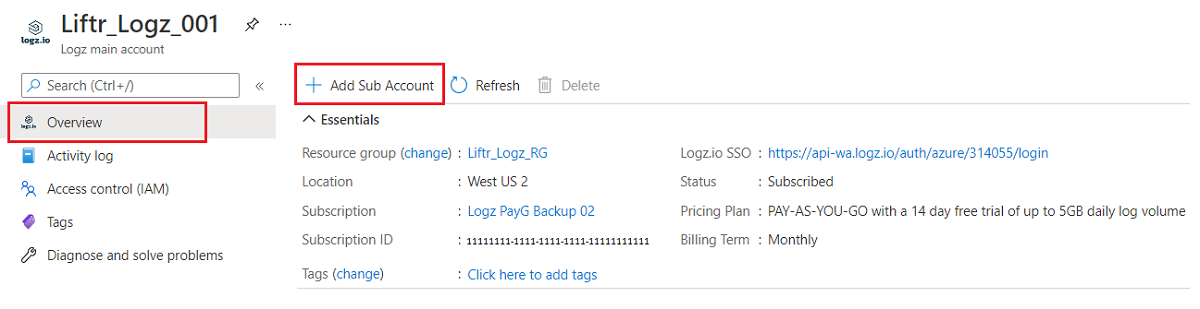 Liftr_Logz_001
...
logz.io
Logz main account
Search (Ctrl+/)
«
Add Sub Account
Refresh
Delete
logz.io
Overview
Activity log
Access control (IAM)
Tags
Diagnose and solve problems
Essentials
Resource group (change) : Liftr_Logz_RG
Location : West US 2
Subscription : Logz PayG Backup 02
Subscription ID : 11111111-1111-1111-1111-11111111111
Tags (change) : Click here to add tags
Logz.io SSO : https://api-wa.logz.io/auth/azure/314055/login
Status : Subscribed
Pricing Plan : PAY-AS-YOU-GO with a 14 day free trial of up to 5GB daily log volume
Billing Term : Monthly